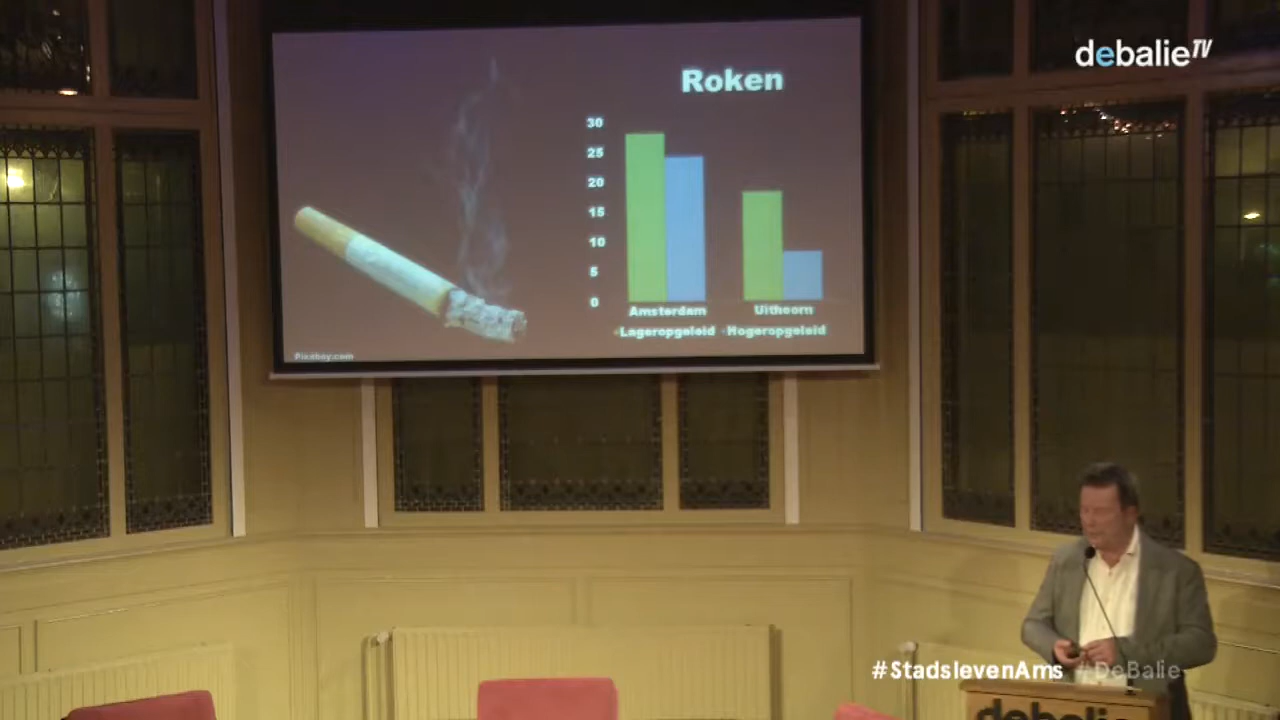 debalieTV
Roken
30
25
20
15
10
5
0
Amsterdam
Uithoorn
Lageropgeleid
Hogeropgeleid
Pixabay.com
#StadslevenAms #DeBalie
debalie